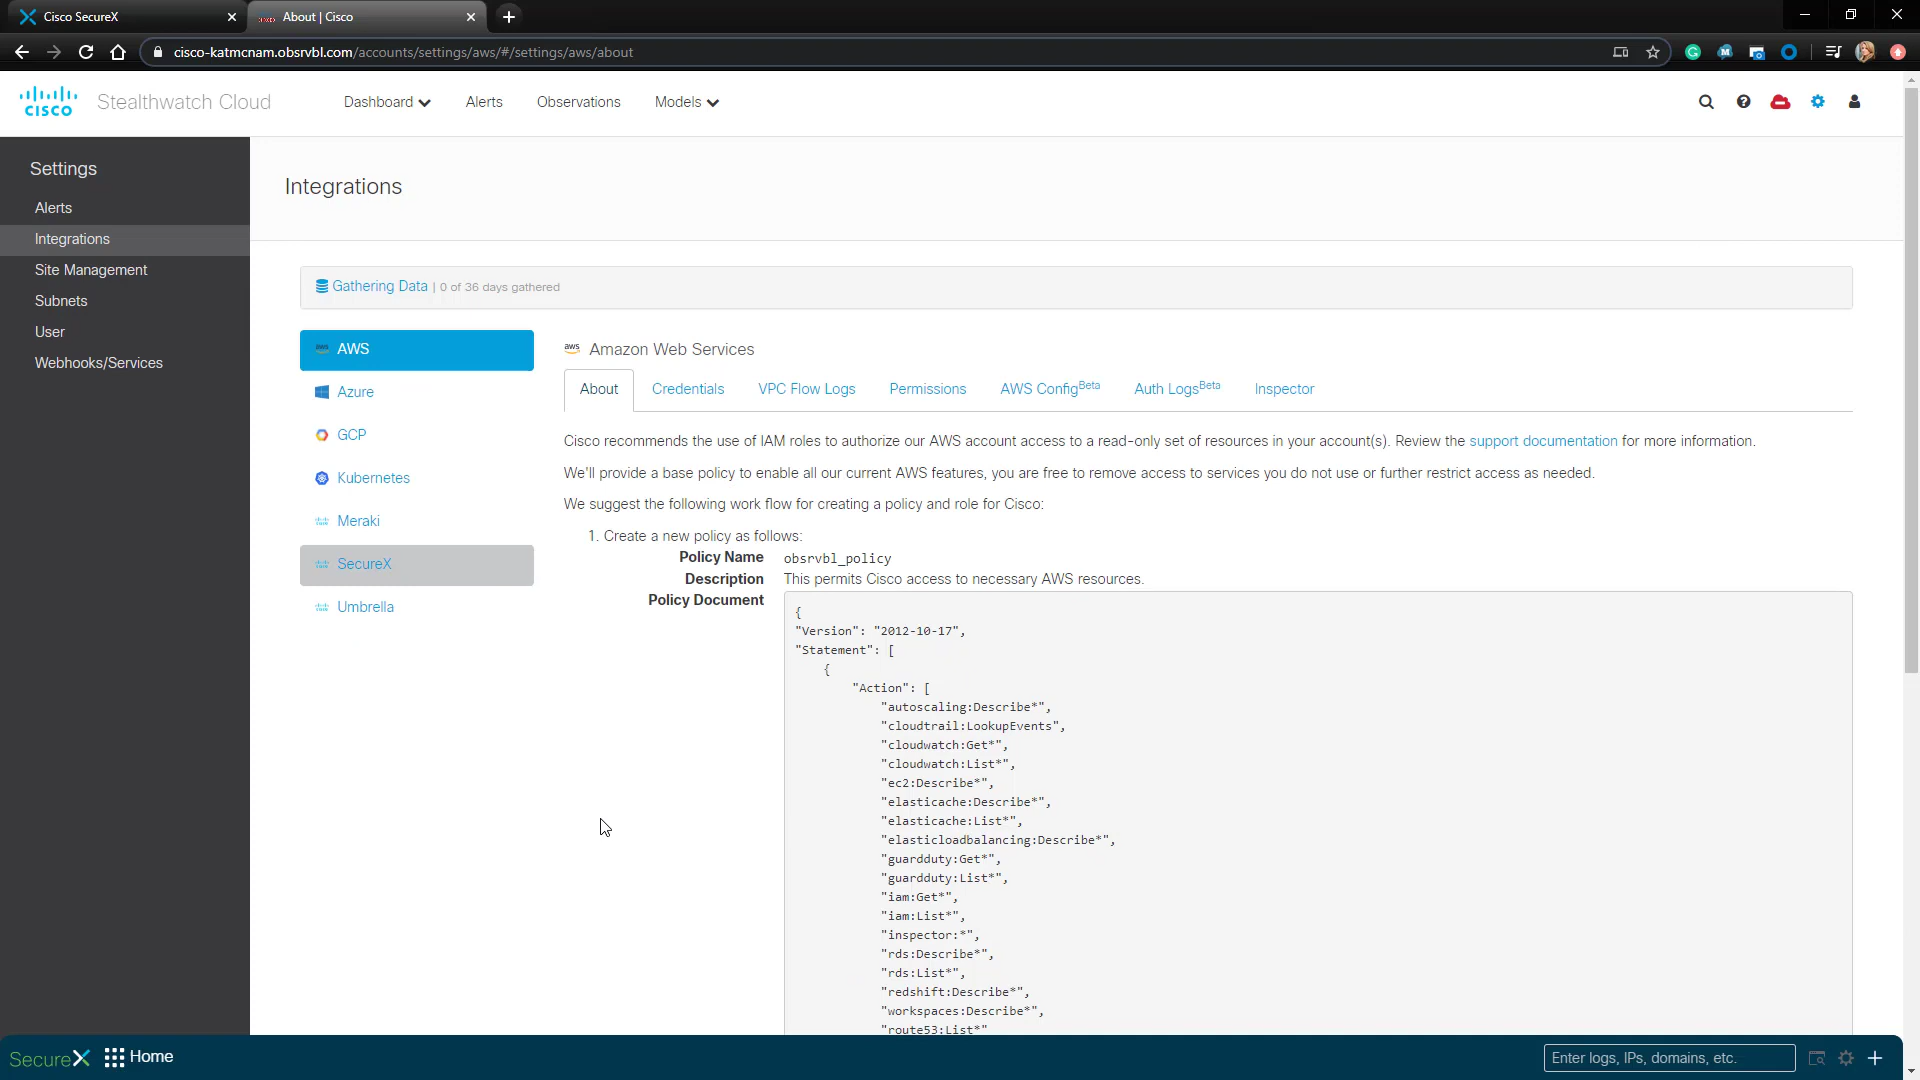 Cisco SecureX
About | Cisco
cisco-katmcnam.obsrvbl.com/accounts/settings/aws/#/settings/aws/about
CISCO
Stealthwatch Cloud
Dashboard
Alerts
Observations
Models
Settings
Alerts
Integrations
Site Management
Subnets
User
Webhooks/Services
Integrations
Gathering Data | 0 of 36 days gathered
aws AWS
Azure
GCP
Kubernetes
Meraki
SecureX
Umbrella
aws Amazon Web Services
About
Credentials
VPC Flow Logs
Permissions
AWS ConfigBeta
Auth LogsBeta
Inspector
Cisco recommends the use of IAM roles to authorize our AWS account access to a read-only set of resources in your account(s). Review the support documentation for more information.
We'll provide a base policy to enable all our current AWS features, you are free to remove access to services you do not use or further restrict access as needed.
We suggest the following work flow for creating a policy and role for Cisco:
1. Create a new policy as follows:
Policy Name obsrvbl_policy
Description This permits Cisco access to necessary AWS resources.
Policy Document
{
"Version": "2012-10-17",
"Statement": [
{
"Action": [
"autoscaling:Describe*",
"cloudtrail:LookupEvents",
"cloudwatch:Get*",
"cloudwatch:List*",
"ec2:Describe*",
"elasticache:Describe*",
"elasticache:List*",
"elasticloadbalancing:Describe*",
"guardduty:Get*",
"guardduty:List*",
"iam:Get*",
"iam:List*",
"inspector:*",
"rds:Describe*",
"rds:List*",
"redshift:Describe*",
"workspaces:Describe*",
"route53:List*"
SecureX
Home
Enter logs, IPs, domains, etc.